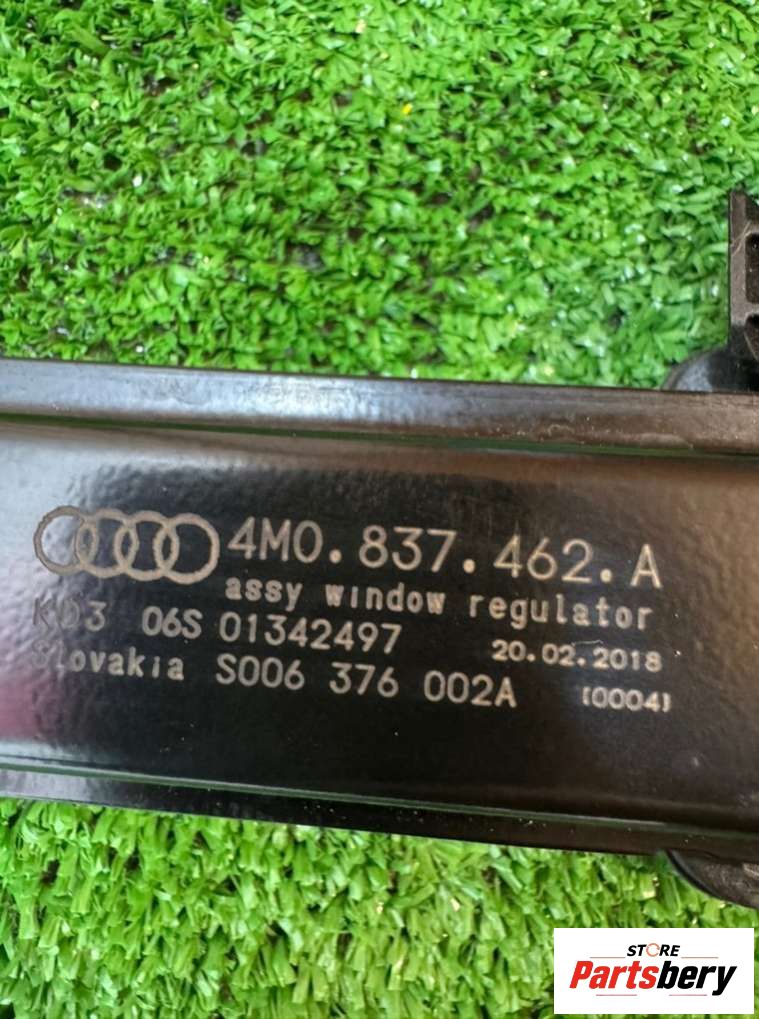 4M0.837.462.A
assy window regulator
KD3 06S 01342497 20.02.2018
Slovakia S006 376 002A (0004)
STORE
Partsbery